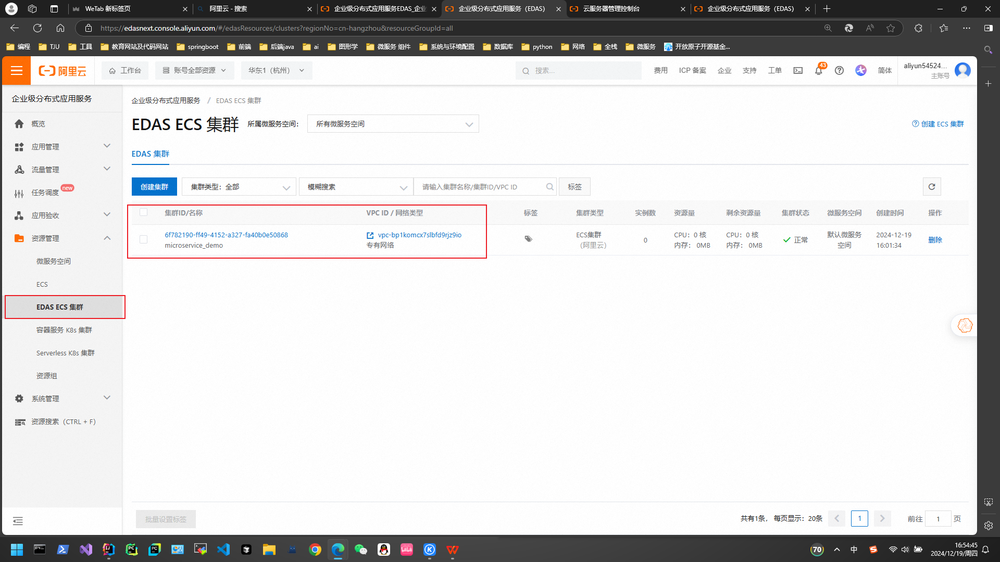 WeTab 新标签页
阿里云 - 搜索
企业级分布式应用服务EDAS_企业
企业级分布式应用服务（EDAS）
云服务器管理控制台
企业级分布式应用服务（EDAS）
https://edasnext.console.aliyun.com/#/edasResources/clusters?regionNo=cn-hangzhou&resourceGroupId=all
编程
TJU
工具
教育网站及代码网站
springboot
前端
后端java
ai
图形学
微服务 组件
系统与环境配置
数据库
python
网络
全栈
微服务
开放原子开源基金...
阿里云
工作台
账号全部资源
华东1（杭州）
搜索...
费用
ICP 备案
企业
支持
工单
43
简体
aliyun54524...
主账号
企业级分布式应用服务
概览
应用管理
流量管理
任务调度
new
应用验收
资源管理
微服务空间
ECS
EDAS ECS 集群
容器服务 K8s 集群
Serverless K8s 集群
资源组
系统管理
资源搜索（CTRL + F）
企业级分布式应用服务 / EDAS ECS 集群
EDAS ECS 集群
所属微服务空间：
所有微服务空间
创建 ECS 集群
EDAS 集群
创建集群
集群类型：全部
模糊搜索
请输入集群名称/集群ID/VPC ID
标签
集群ID/名称
VPC ID / 网络类型
标签
集群类型
实例数
资源量
剩余资源量
集群状态
微服务空间
创建时间
操作
6f782190-ff49-4152-a327-fa40b0e50868
microservice_demo
vpc-bp1komcx7slbfd9rjz9io
专有网络
ECS集群
（阿里云）
0
CPU：0 核
内存： 0MB
CPU：0 核
内存： 0MB
正常
默认微服务
空间
2024-12-19
16:01:34
删除
批量设置标签
共有1条， 每页显示：20条
1
前往
1
页
70
中
16:54:45
2024/12/19/周四